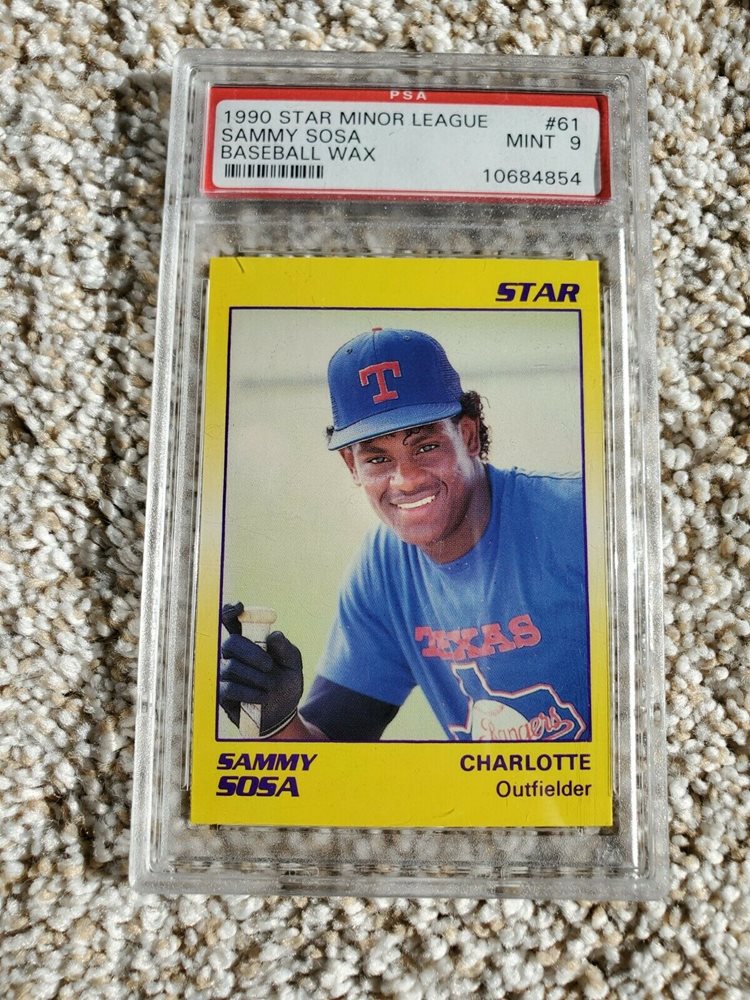 PSA
1990 STAR MINOR LEAGUE #61
SAMMY SOSA MINT 9
BASEBALL WAX
10684854
STAR
T
TEXAS
Rangers
SAMMY CHARLOTTE
SOSA Outfielder